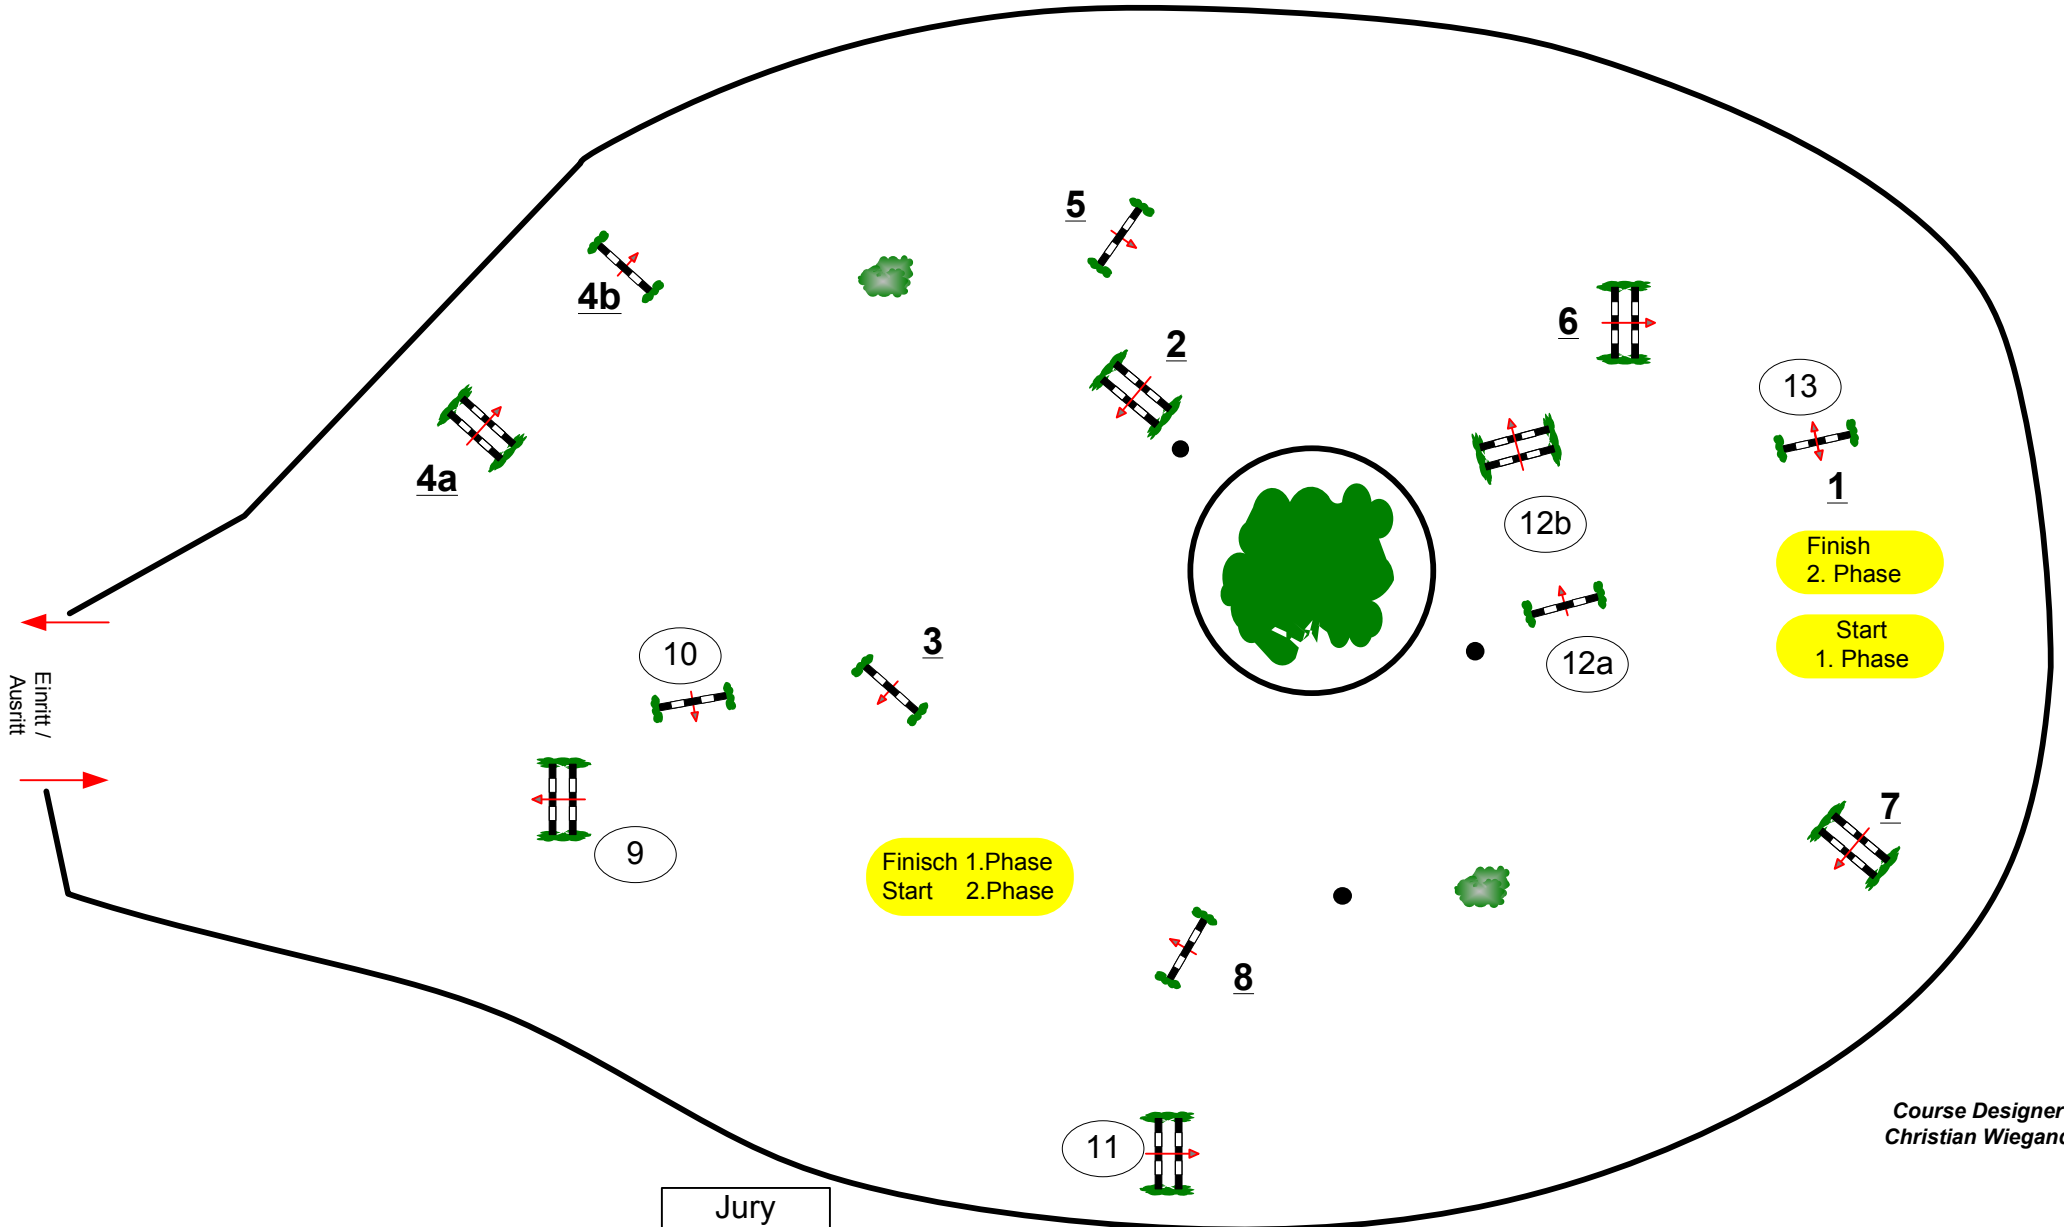 5
4b
2
6
13
4a
1
12b
Finish
2. Phase
Start
1. Phase
10
3
12a
Einritt /
Ausritt
7
9
Finisch 1.Phase
Start 2.Phase
8
Course Designer
Christian Wiegand
11
Jury